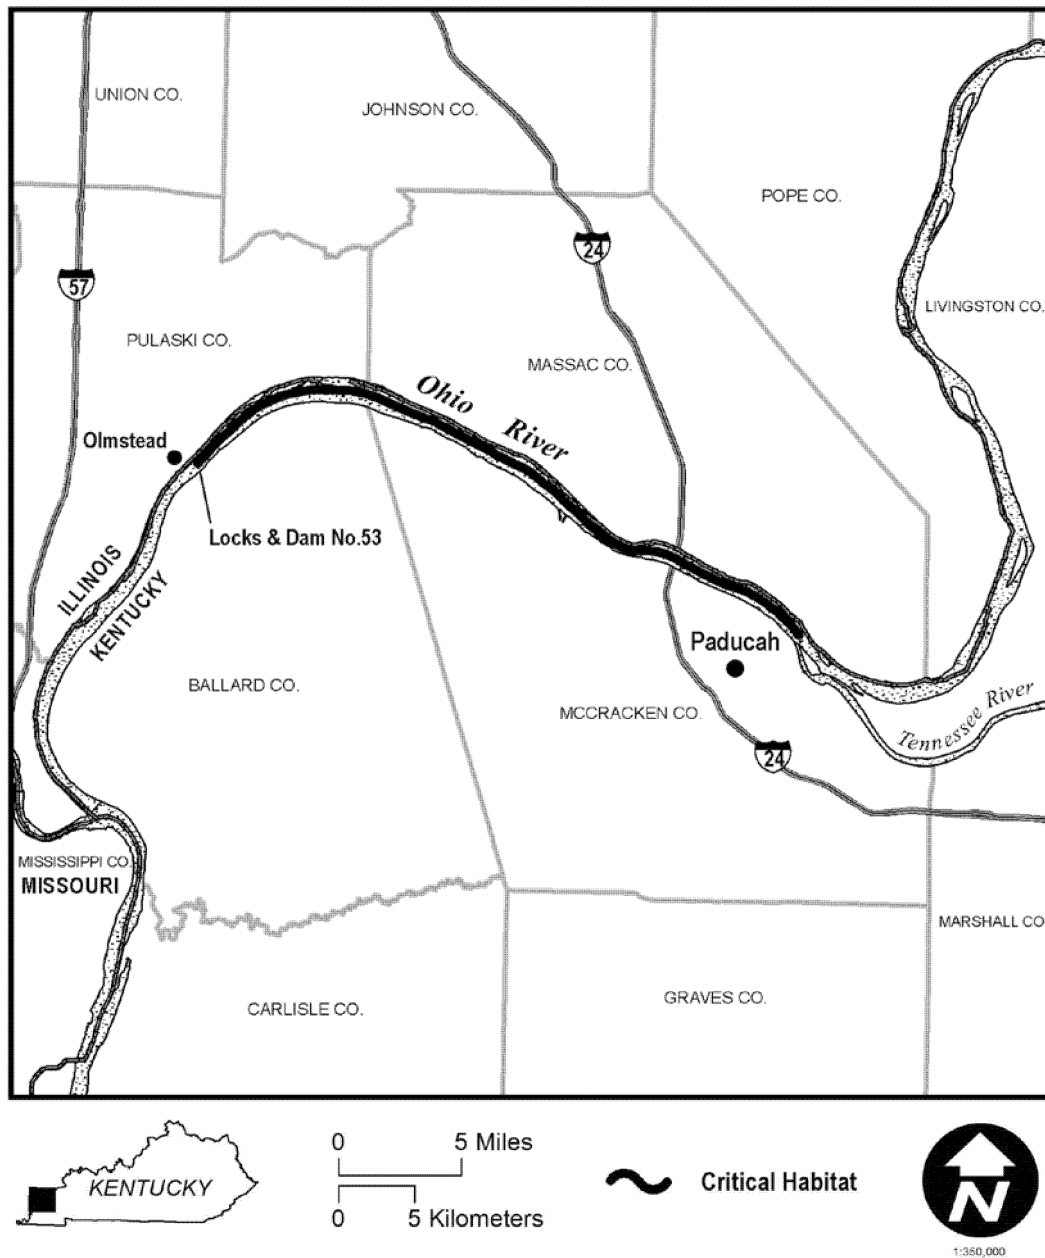 UNION CO.
JOHNSON CO.
POPE CO.
24
57
LIVINGSTON CO.
PULASKI CO.
MASSAC CO.
Ohio River
Olmstead
Locks & Dam No.53
ILLINOIS
KENTUCKY
Paducah
BALLARD CO.
MCCRACKEN CO.
Tennessee River
24
MISSISSIPPI CO.
MISSOURI
MARSHALL CO
CARLISLE CO.
GRAVES CO.
KENTUCKY
0 5 Miles
0 5 Kilometers
Critical Habitat
N
1:350,000